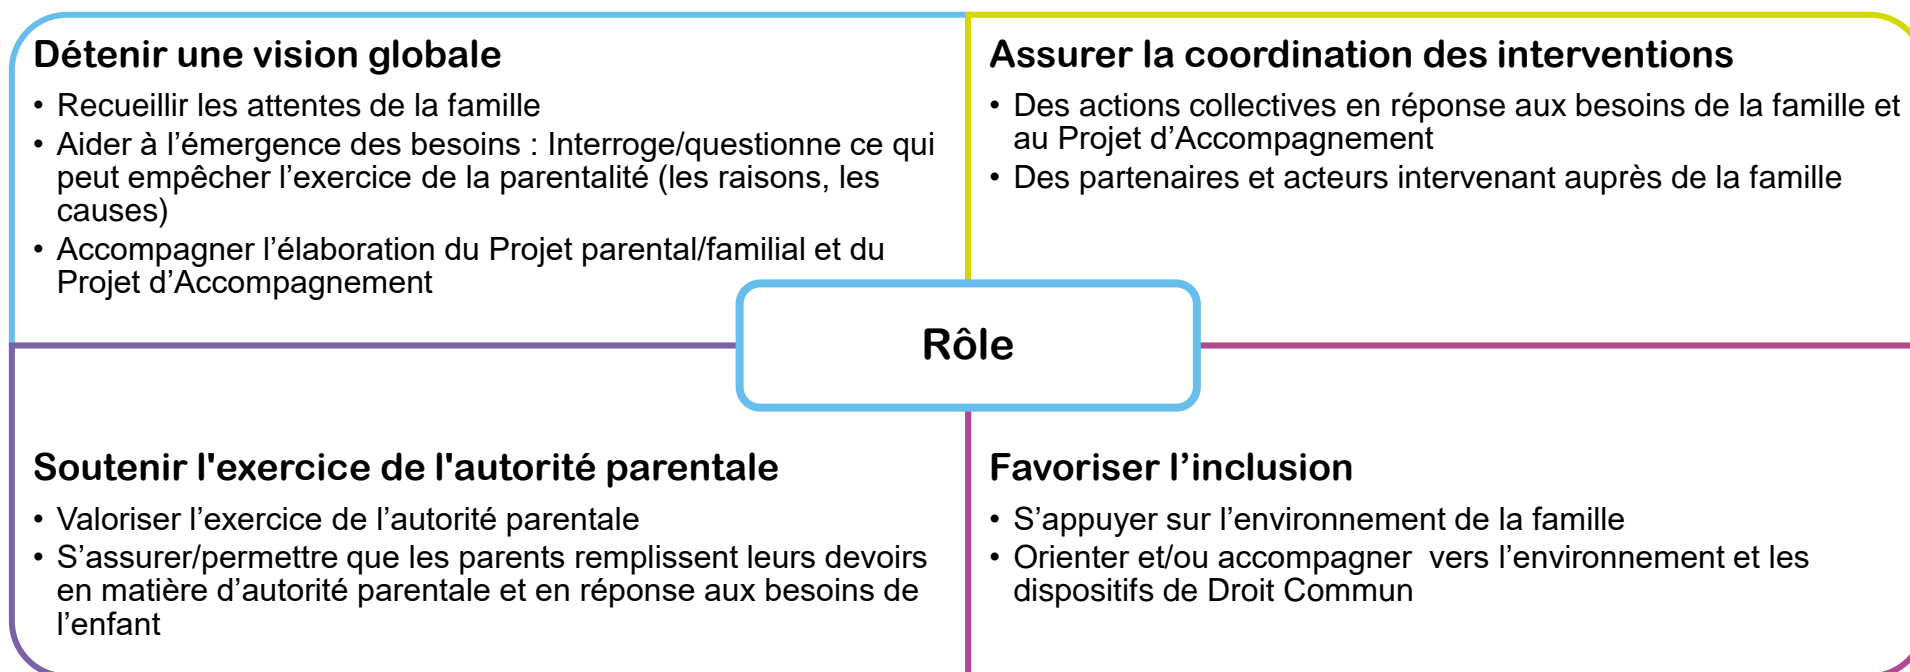 Détenir une vision globale
• Recueillir les attentes de la famille
• Aider à l’émergence des besoins : Interroge/questionne ce qui
peut empêcher l’exercice de la parentalité (les raisons, les
causes)
• Accompagner l’élaboration du Projet parental/familial et du
Projet d’Accompagnement
Assurer la coordination des interventions
• Des actions collectives en réponse aux besoins de la famille et
au Projet d’Accompagnement
• Des partenaires et acteurs intervenant auprès de la famille
Rôle
Soutenir l'exercice de l'autorité parentale
• Valoriser l’exercice de l’autorité parentale
• S’assurer/permettre que les parents remplissent leurs devoirs
en matière d’autorité parentale et en réponse aux besoins de
l’enfant
Favoriser l’inclusion
• S’appuyer sur l’environnement de la famille
• Orienter et/ou accompagner  vers l’environnement et les
dispositifs de Droit Commun